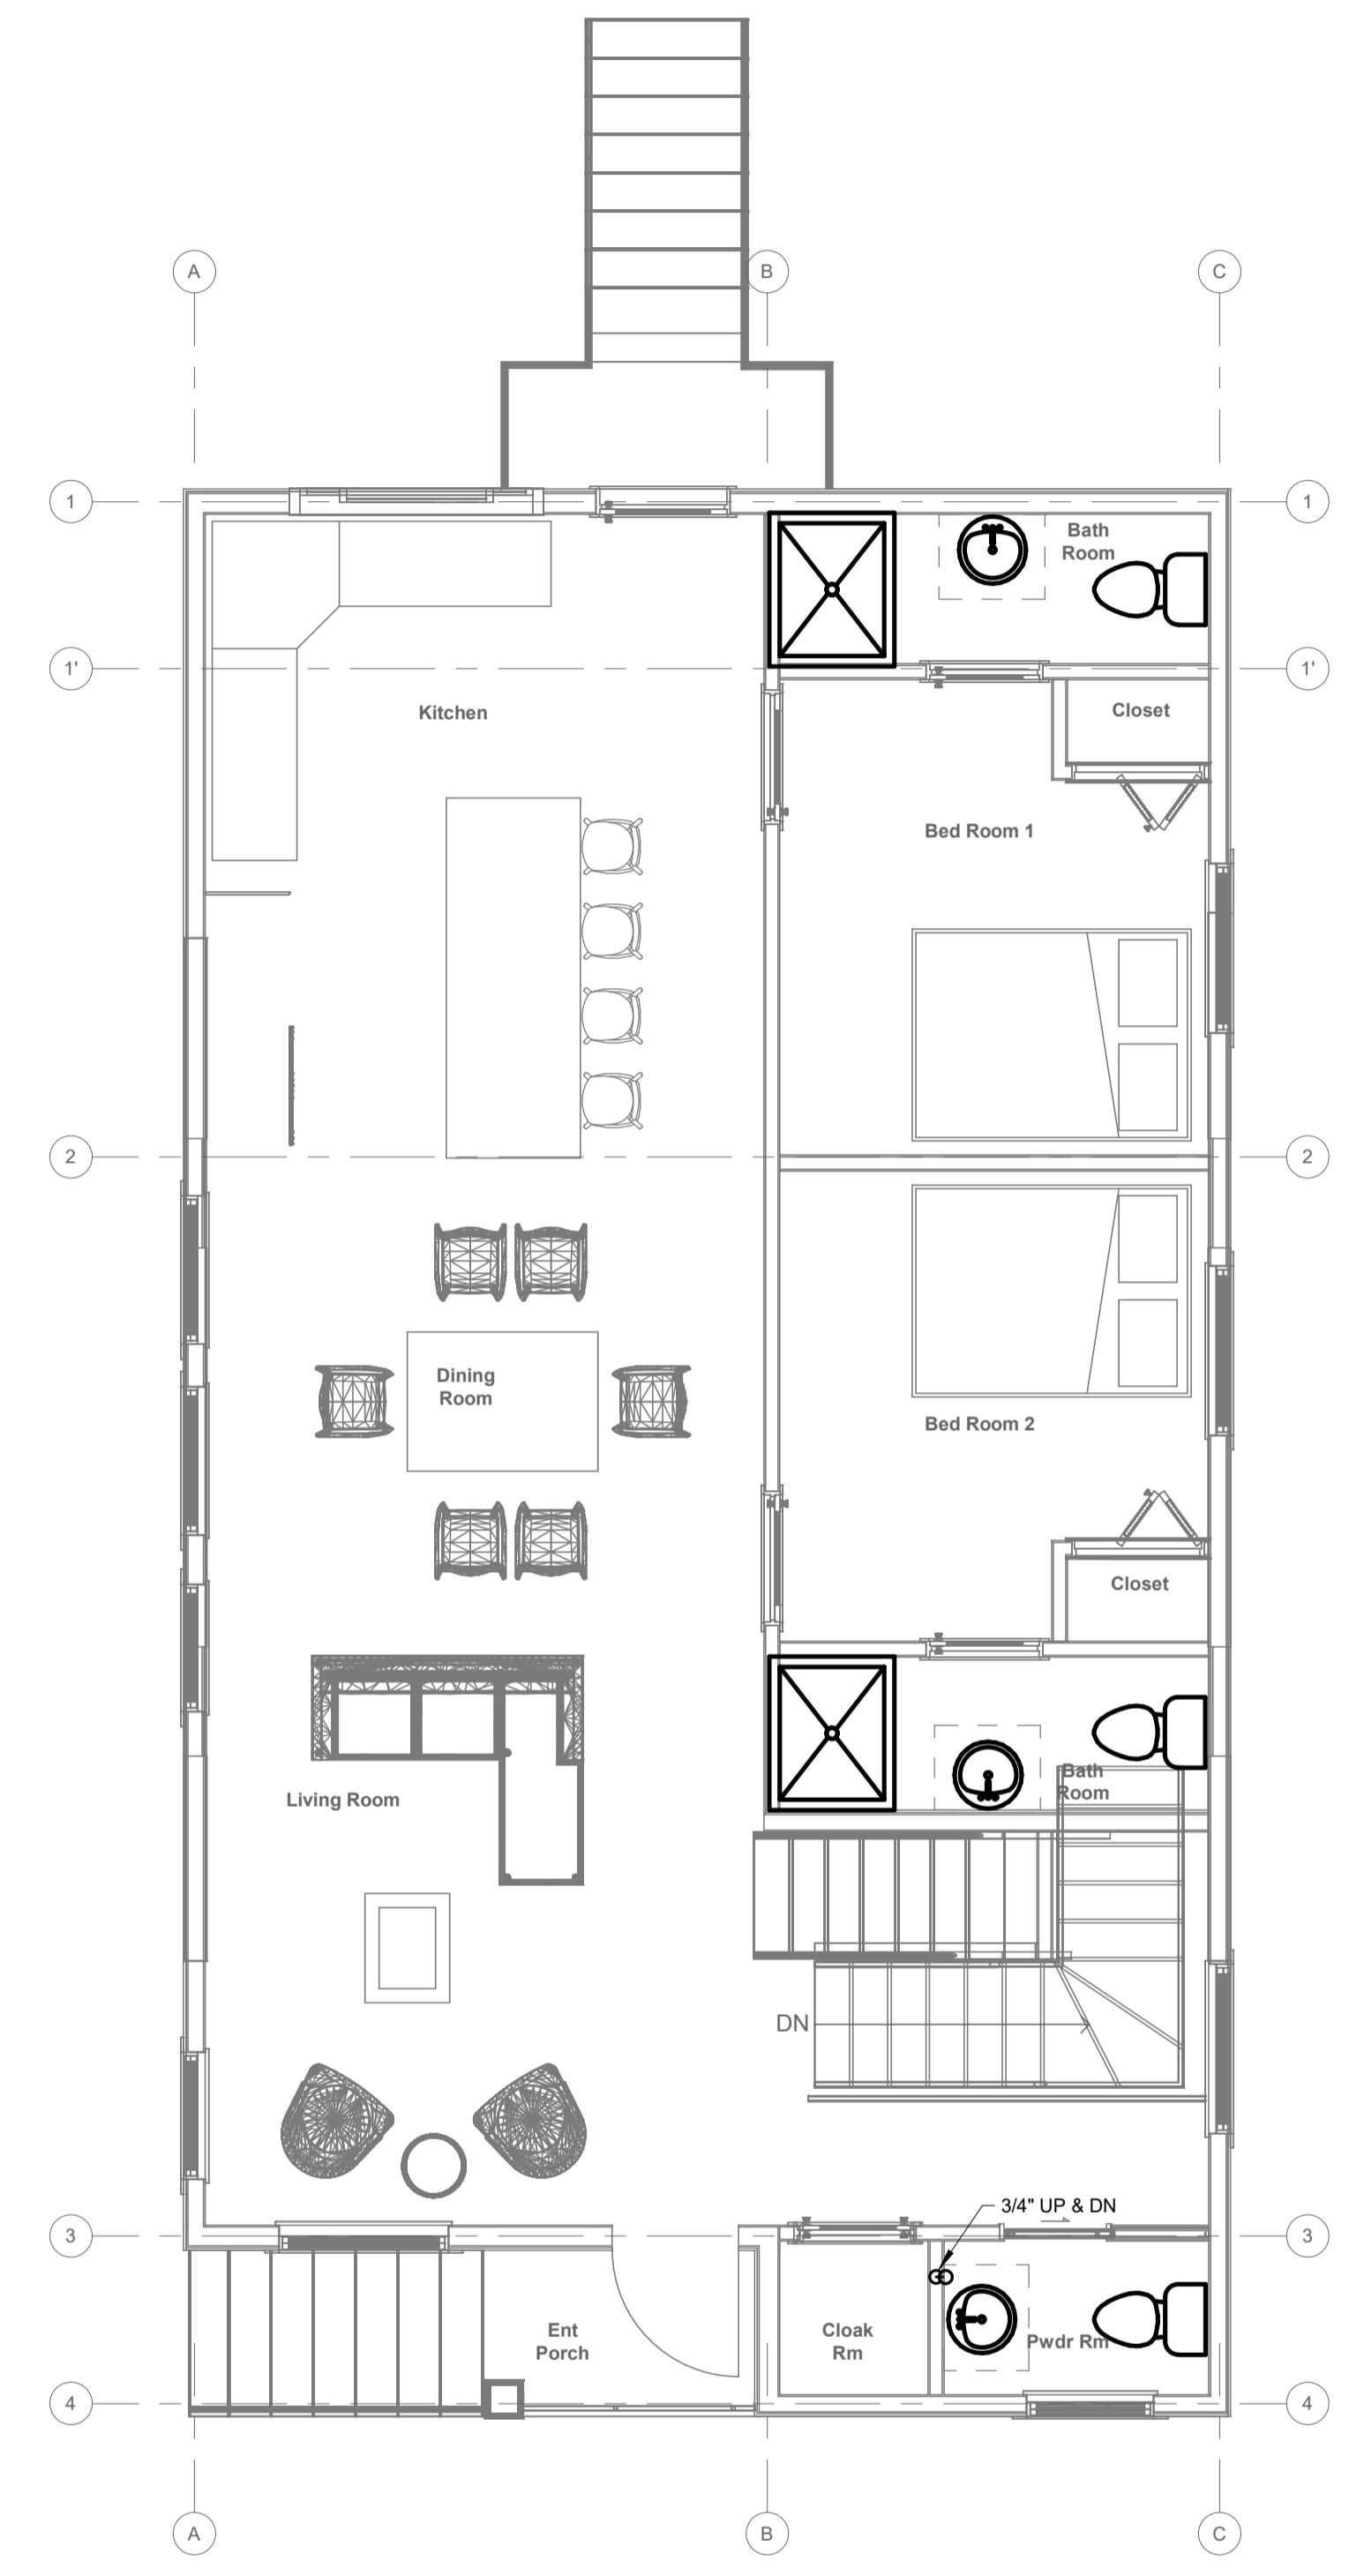 A
B
C
1
1
Bath
Room
1'
1'
Kitchen
Closet
Bed Room 1
2
2
Dining
Room
Bed Room 2
Closet
Living Room
Bath
Room
DN
3/4" UP & DN
3
3
Ent
Porch
Cloak
Rm
Pwdr Rm
4
4
A
B
C